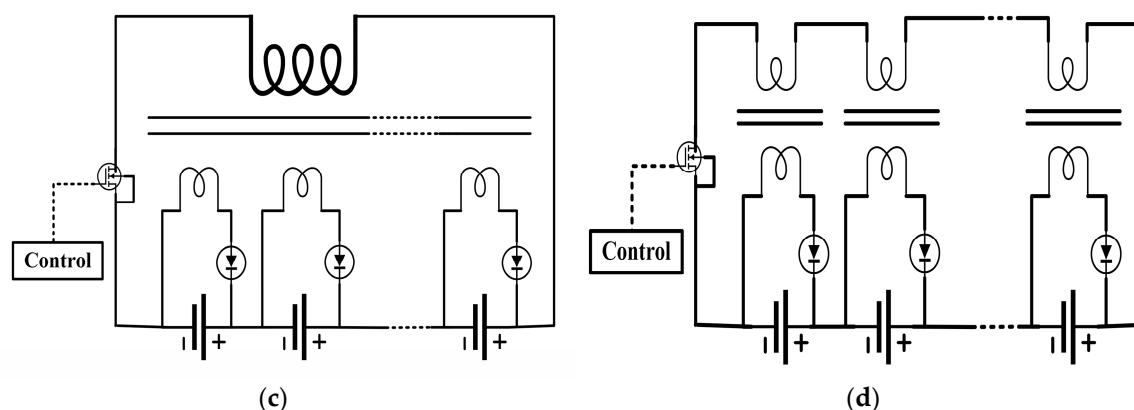 Control
Control
+ + +
+ + +
(c)
(d)